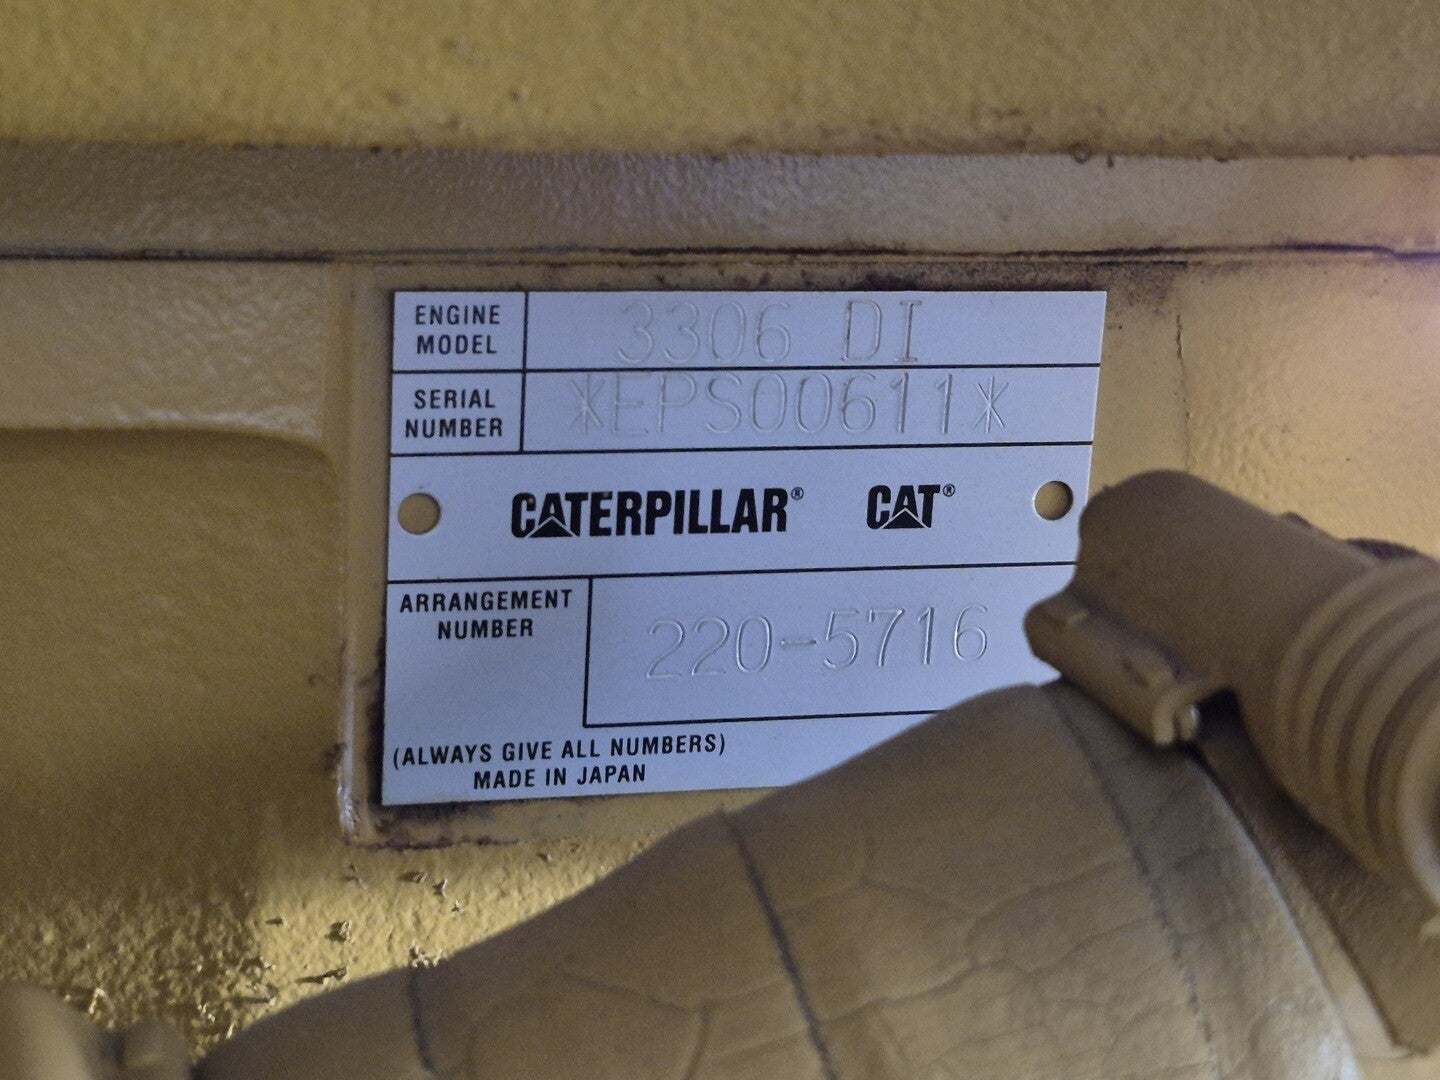 ENGINE MODEL 3306 DI
SERIAL NUMBER *EPS00611*
CATERPILLAR® CAT®
ARRANGEMENT NUMBER 220-5716
(ALWAYS GIVE ALL NUMBERS)
MADE IN JAPAN